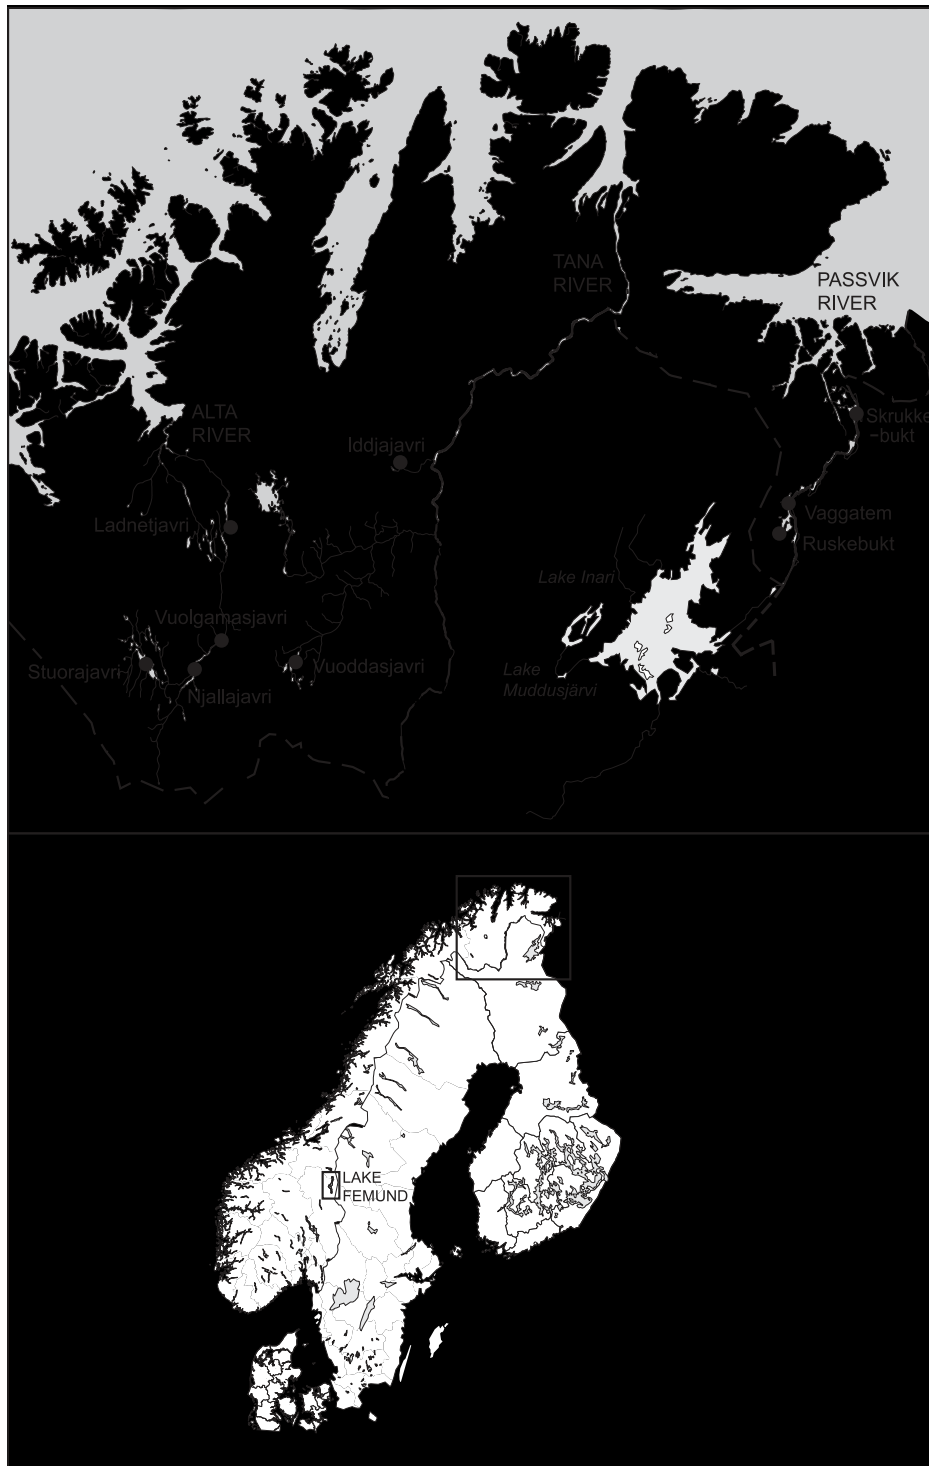 TANA
RIVER
PASSVIK
RIVER
ALTA
RIVER
Skrukke
-bukt
Iddjajavri
Vaggatem
Ladnetjavri
Ruskebukt
Lake Inari
Vuolgamasjavri
Stuorajavri
Vuoddasjavri
Lake
Muddusjärvi
Njallajavri
LAKE
FEMUND